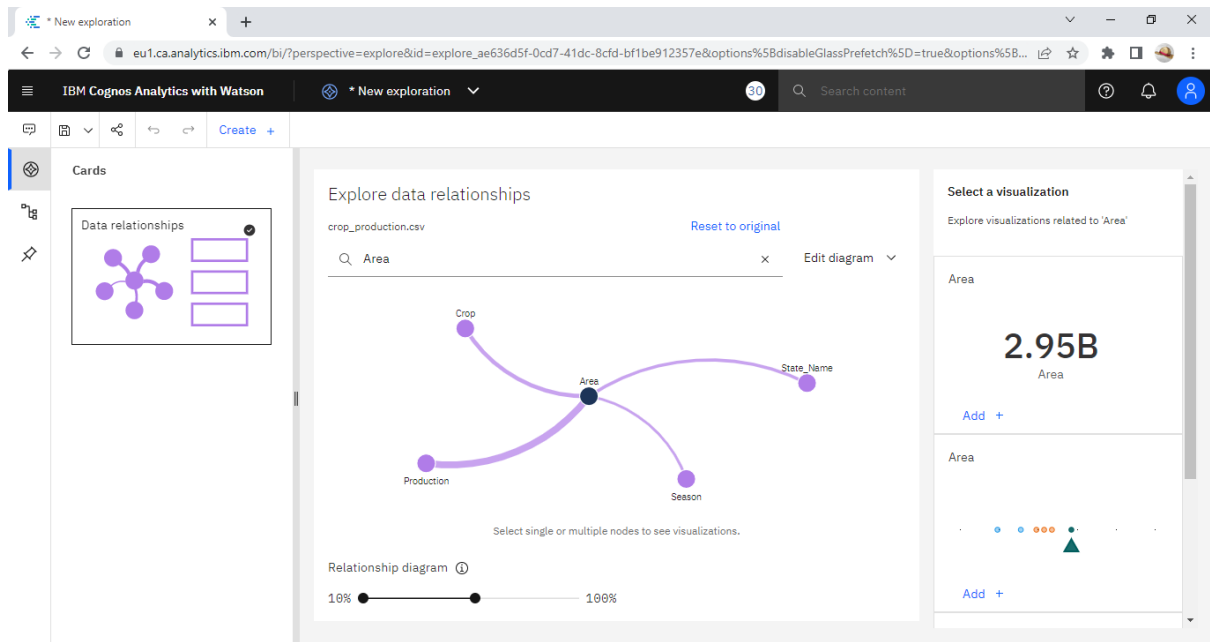 * New exploration
eu1.ca.analytics.ibm.com/bi/?perspective=explore&id=explore_ae636d5f-0cd7-41dc-8cfd-bf1be912357e&options%5BdisableGlassPrefetch%5D=true&options%5B...
IBM Cognos Analytics with Watson
* New exploration
30
Search content
Create +
Cards
Data relationships
Explore data relationships
crop_production.csv
Reset to original
Area
Edit diagram
Crop
State_Name
Area
Production
Season
Select single or multiple nodes to see visualizations.
Relationship diagram
10%
100%
Select a visualization
Explore visualizations related to 'Area'
Area
2.95B
Area
Add +
Area
Add +